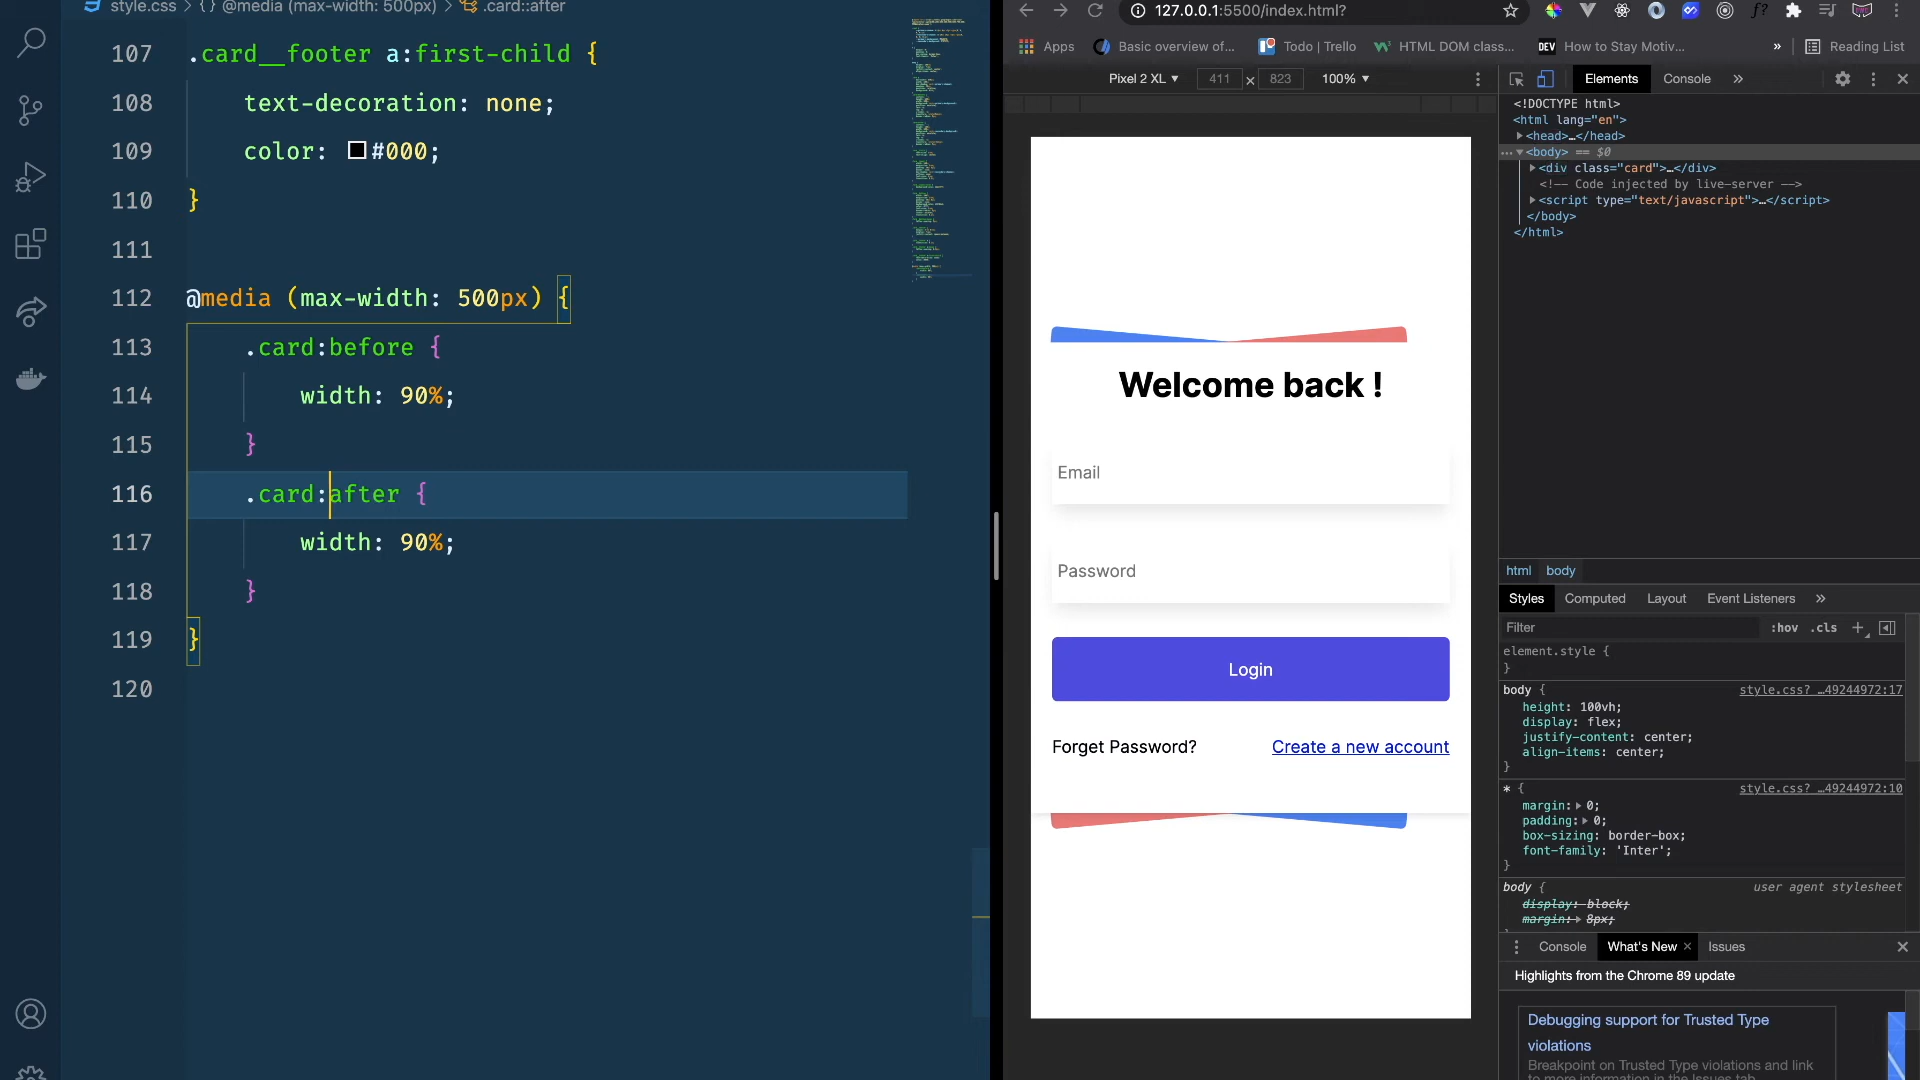 style.css > {} @media (max-width: 500px) > .card::after
107 .card__footer a:first-child {
108 text-decoration: none;
109 color: #000;
110 }
111
112 @media (max-width: 500px) {
113 .card:before {
114 width: 90%;
115 }
116 .card:after {
117 width: 90%;
118 }
119 }
120
127.0.0.1:5500/index.html?
Apps Basic overview of... Todo | Trello HTML DOM class... DEV How to Stay Motiv... » Reading List
Pixel 2 XL ▼ 411 x 823 100% ▼
Welcome back !
Email
Password
Login
Forget Password? Create a new account
Elements Console »
<!DOCTYPE html>
<html lang="en">
<head>…</head>
<body> == $0
<div class="card">…</div>
<!-- Code injected by live-server -->
<script type="text/javascript">…</script>
</body>
</html>
html body
Styles Computed Layout Event Listeners »
Filter :hov .cls +
element.style {
}
body { style.css? …49244972:17
height: 100vh;
display: flex;
justify-content: center;
align-items: center;
}
* { style.css? …49244972:10
margin: 0;
padding: 0;
box-sizing: border-box;
font-family: 'Inter';
}
body { user agent stylesheet
display: block;
margin: 8px;
Console What's New × Issues
Highlights from the Chrome 89 update
Debugging support for Trusted Type
violations
Breakpoint on Trusted Type violations and link
to more information in the Issues tab